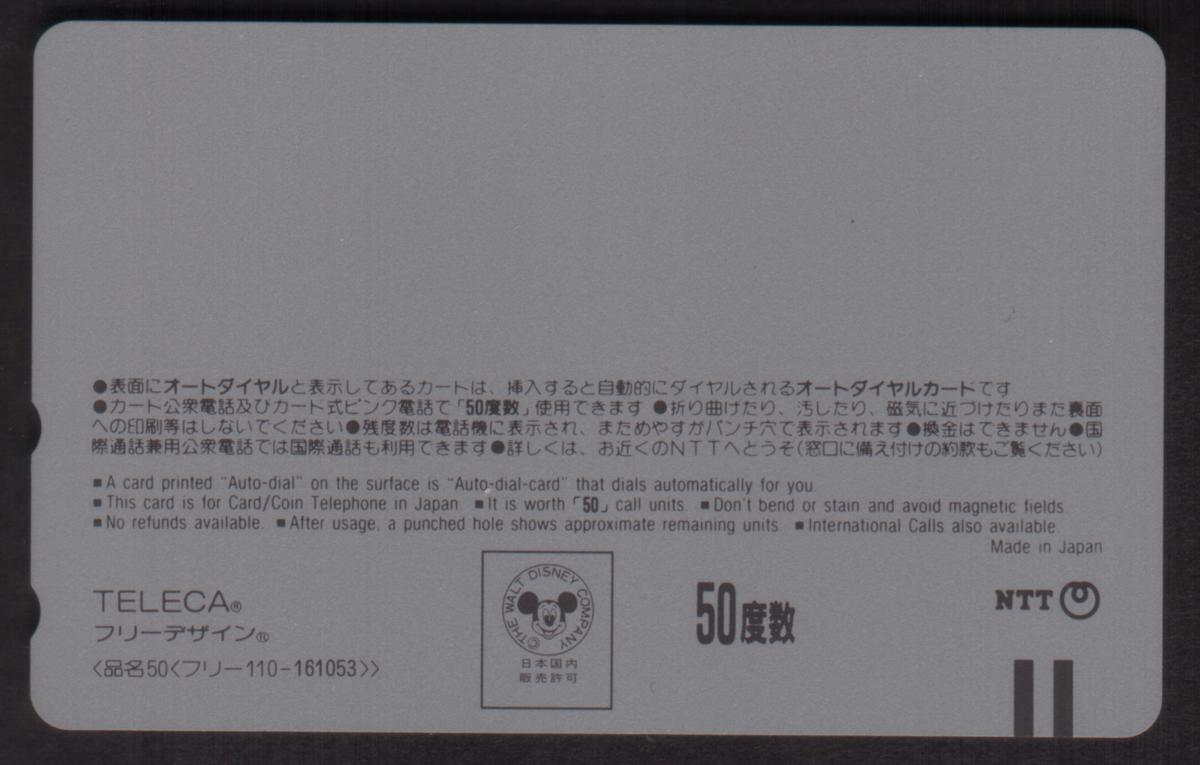 ●表面にオートダイヤルと表示してあるカードは、挿入すると自動的にダイヤルされるオートダイヤルカードです
●カード公衆電話及びカード式ピンク電話で「50度数」使用できます ●折り曲げたり、汚したり、磁気に近づけたりまた裏面
への印刷等はしないでください●残度数は電話機に表示され、まためやすがパンチ穴で表示されます●換金はできません●国
際通話兼用公衆電話では国際通話も利用できます●詳しくは、お近くのNTTへどうぞ(窓口に備え付けの約款もご覧ください)
■A card printed "Auto-dial" on the surface is "Auto-dial-card" that dials automatically for you.
■This card is for Card/Coin Telephone in Japan. ■It is worth「50」call units. ■Don't bend or stain and avoid magnetic fields.
■No refunds available. ■After usage, a punched hole shows approximate remaining units. ■International Calls also available.
Made in Japan
TELECA®
フリーデザイン®
〈品名50〈フリー110-161053〉〉
©THE WALT DISNEY COMPANY
日本国内
販売許可
50度数
NTT